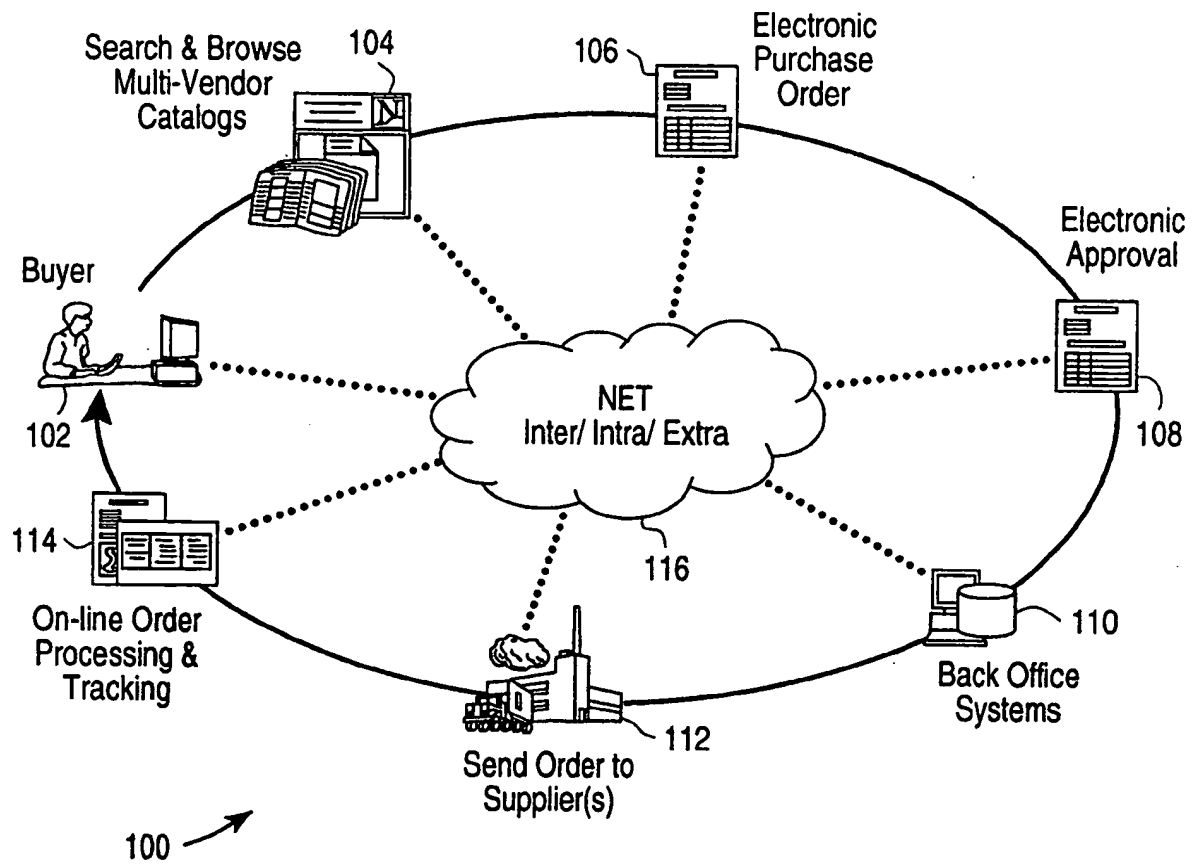 Search & Browse
Multi-Vendor
Catalogs
104
106
Electronic
Purchase
Order
Electronic
Approval
108
Buyer
102
NET
Inter/ Intra/ Extra
116
114
On-line Order
Processing &
Tracking
110
Back Office
Systems
112
Send Order to
Supplier(s)
100